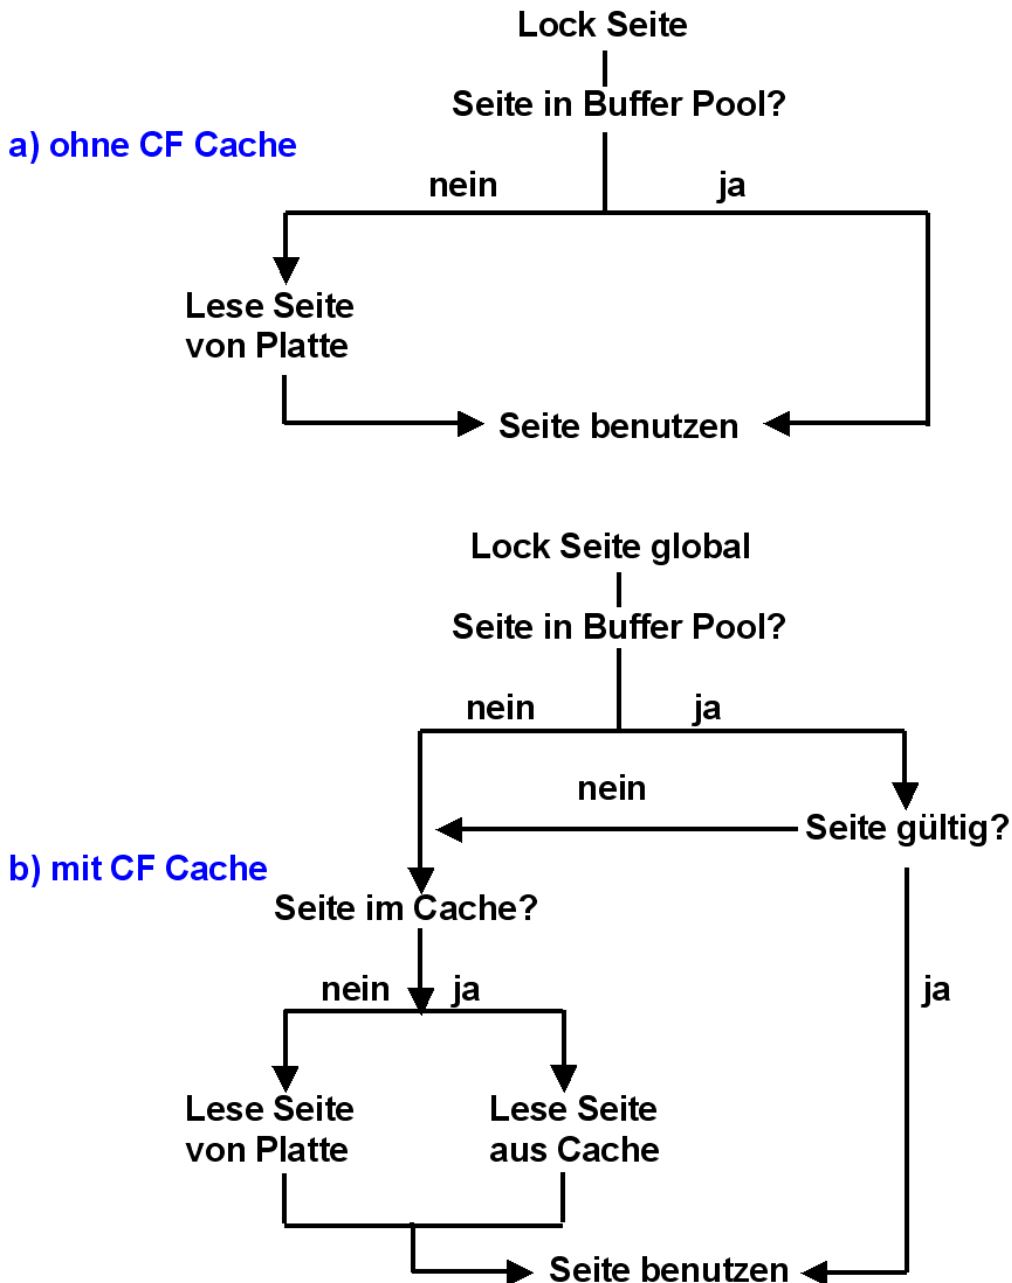 Lock Seite
Seite in Buffer Pool?
a) ohne CF Cache
nein
ja
Lese Seite
von Platte
Seite benutzen
Lock Seite global
Seite in Buffer Pool?
nein
ja
nein
Seite gültig?
b) mit CF Cache
Seite im Cache?
nein
ja
ja
Lese Seite
von Platte
Lese Seite
aus Cache
Seite benutzen